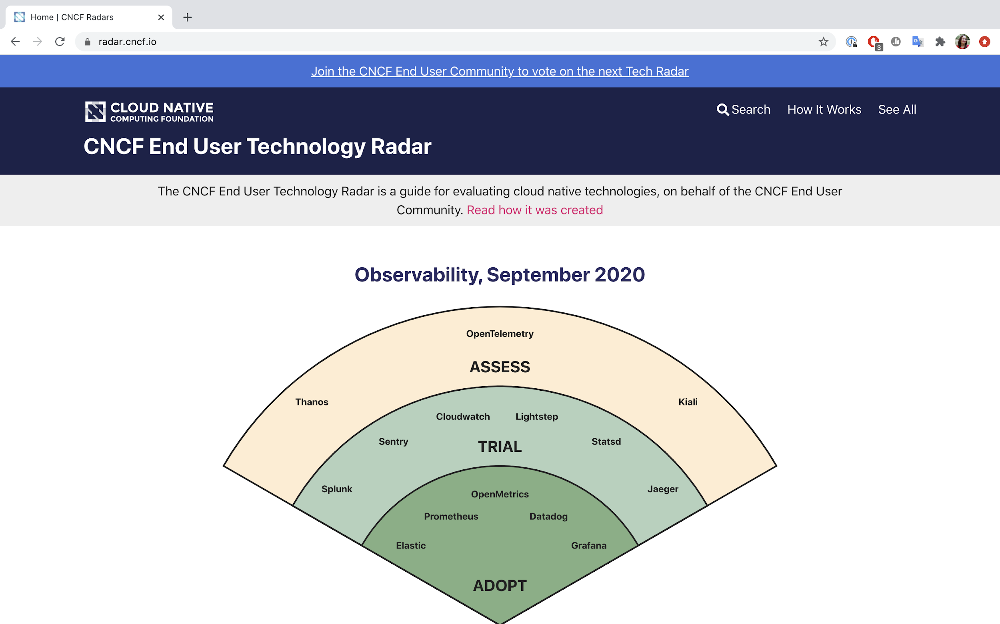 Home | CNCF Radars
radar.cncf.io
3
Join the CNCF End User Community to vote on the next Tech Radar
CLOUD NATIVE
COMPUTING FOUNDATION
Search How It Works See All
CNCF End User Technology Radar
The CNCF End User Technology Radar is a guide for evaluating cloud native technologies, on behalf of the CNCF End User
Community. Read how it was created
Observability, September 2020
OpenTelemetry
ASSESS
Thanos Kiali
Cloudwatch Lightstep
Sentry Statsd
TRIAL
Splunk Jaeger
OpenMetrics
Prometheus Datadog
Elastic Grafana
ADOPT